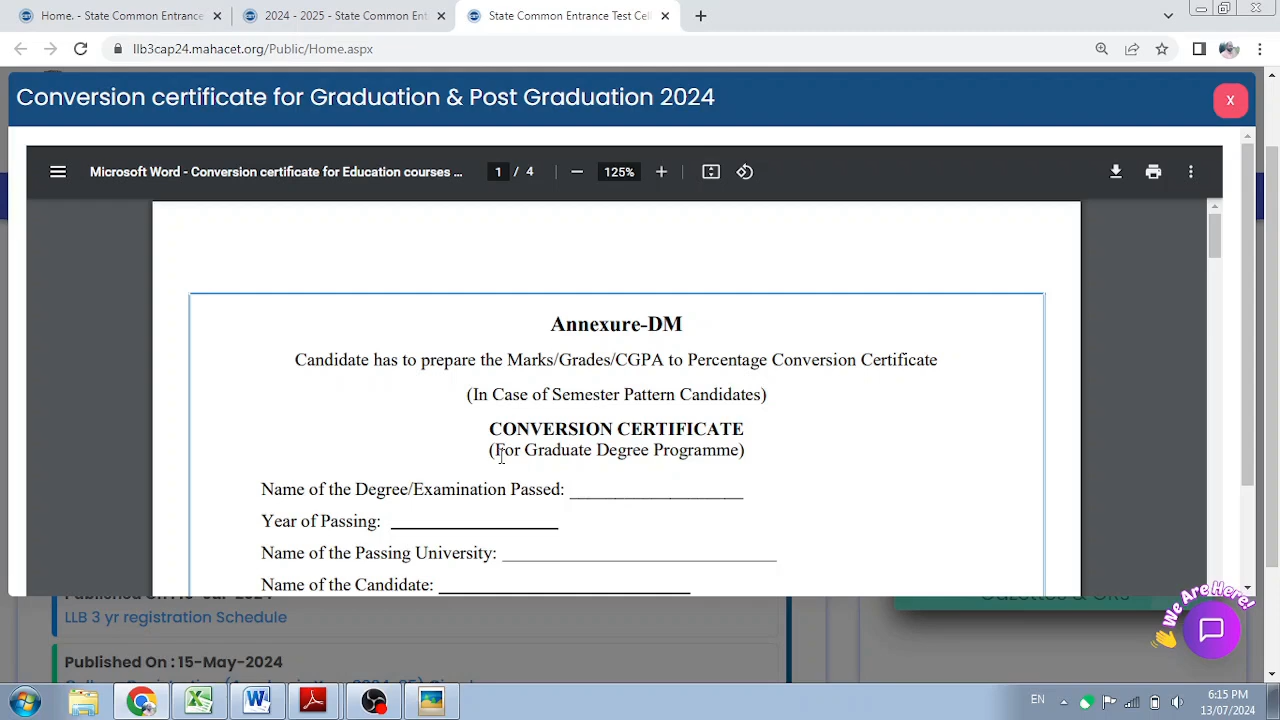 Home. - State Common Entrance
2024 - 2025 - State Common Ent
State Common Entrance Test Cell
llb3cap24.mahacet.org/Public/Home.aspx
Conversion certificate for Graduation & Post Graduation 2024
X
Microsoft Word - Conversion certificate for Education courses ...
1 / 4
125%
Annexure-DM
Candidate has to prepare the Marks/Grades/CGPA to Percentage Conversion Certificate
(In Case of Semester Pattern Candidates)
CONVERSION CERTIFICATE
(For Graduate Degree Programme)
Name of the Degree/Examination Passed:
Year of Passing:
Name of the Passing University:
Name of the Candidate:
LLB 3 yr registration Schedule
Published On : 15-May-2024
We Are Here!
EN
6:15 PM
13/07/2024